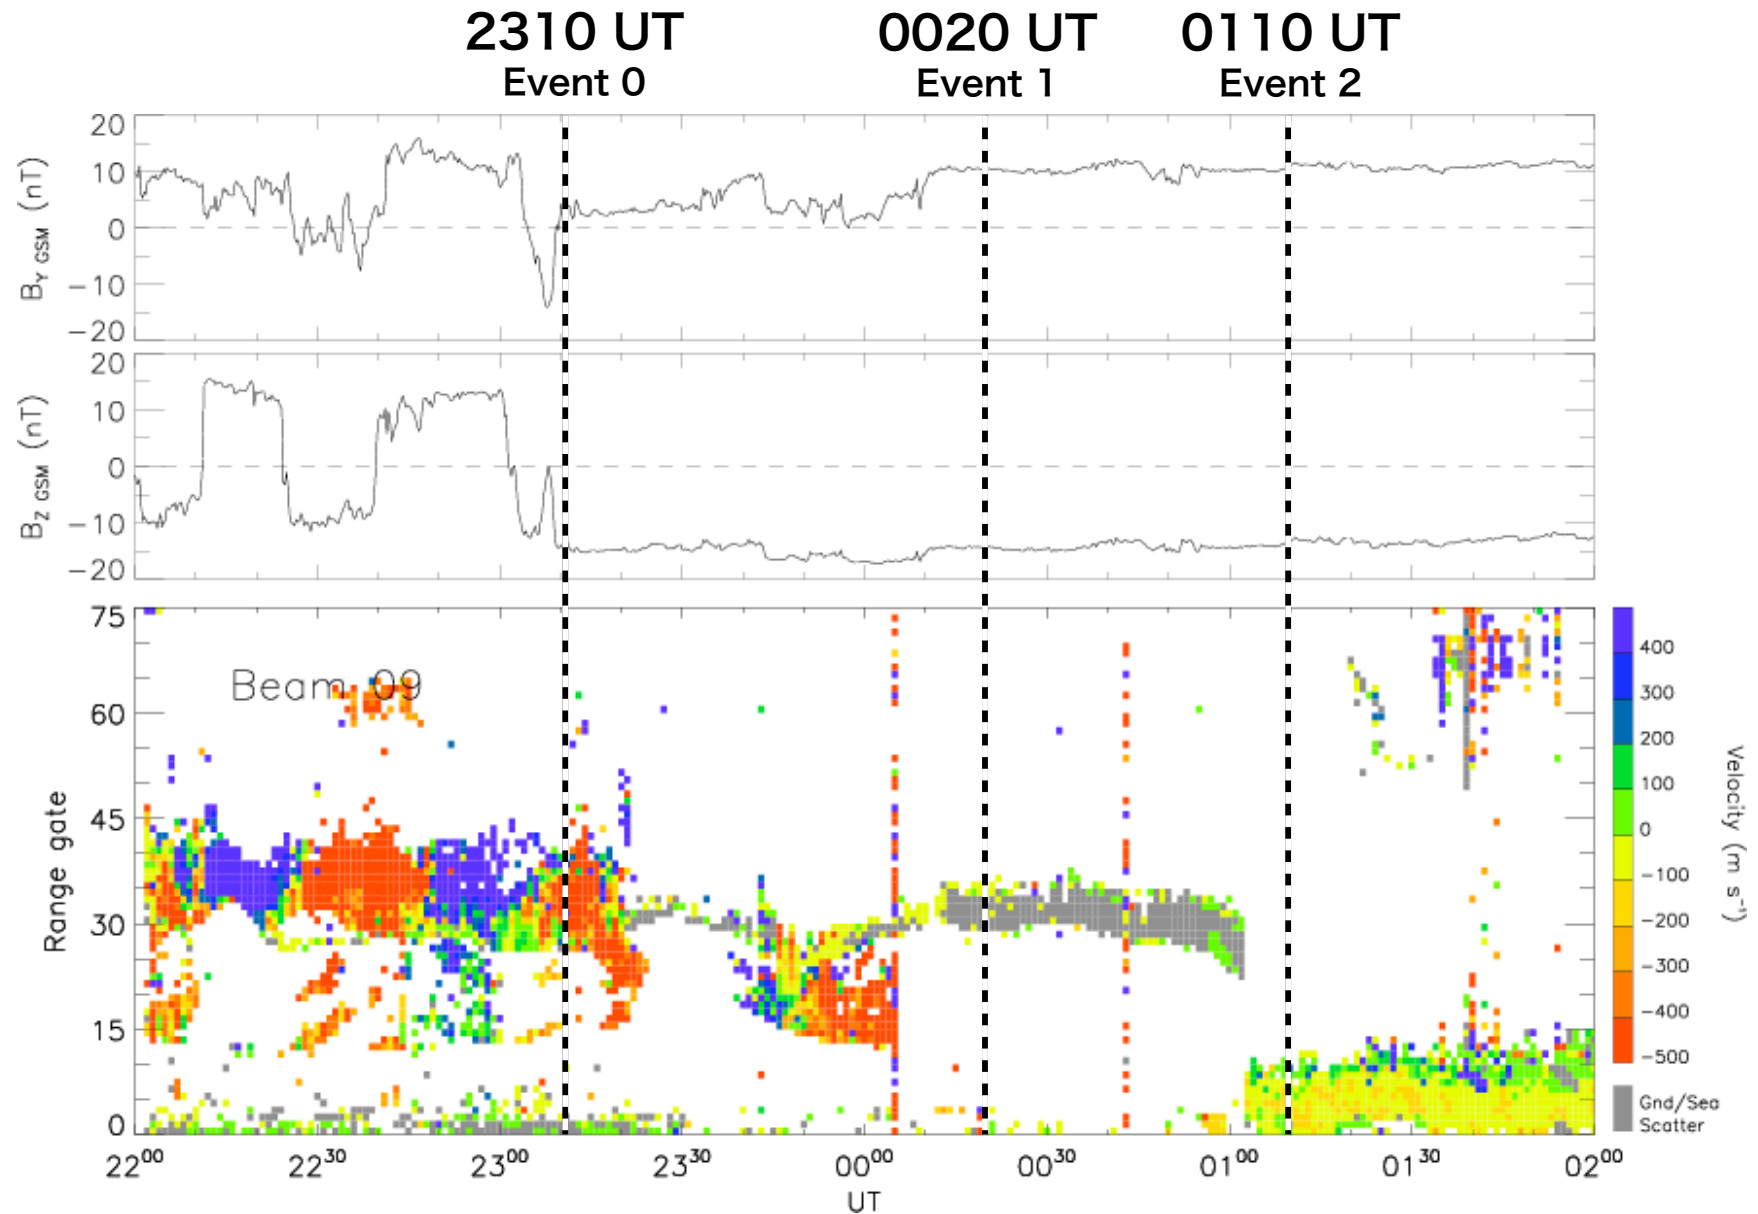 2310 UT 0020 UT 0110 UT
Event 0 Event 1 Event 2
20
10
0
−10
−20
B_Y GSM (nT)
20
10
0
−10
−20
B_Z GSM (nT)
75
60
45
30
15
0
Range gate
Beam 09
22⁰⁰ 22³⁰ 23⁰⁰ 23³⁰ 00⁰⁰ 00³⁰ 01⁰⁰ 01³⁰ 02⁰⁰
UT
400
300
200
100
0
−100
−200
−300
−400
−500
Velocity (m s⁻¹)
Gnd/Sea
Scatter